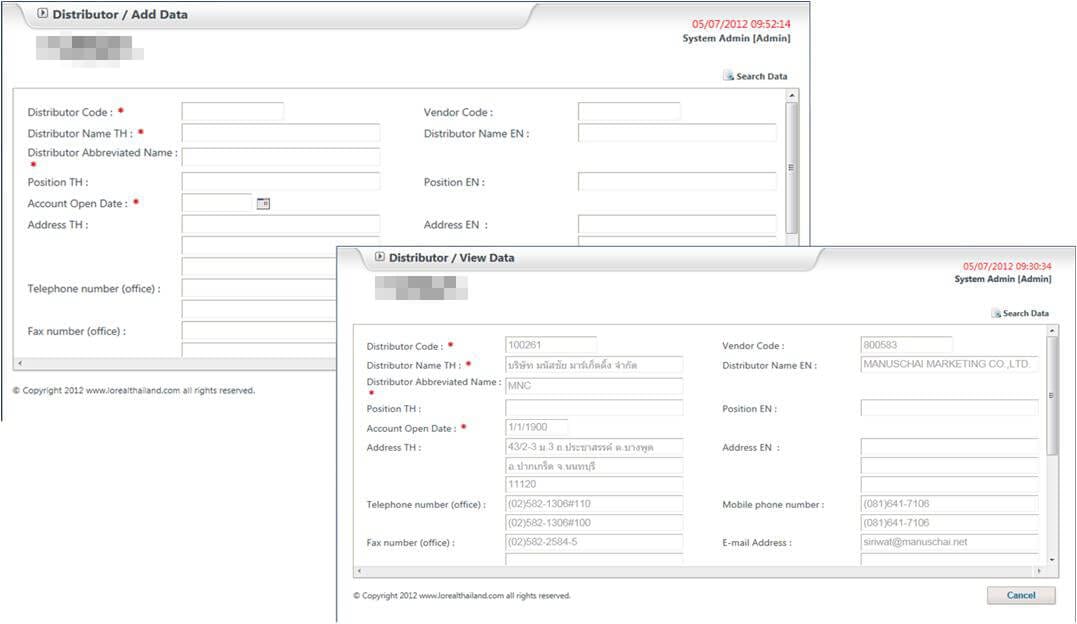 Distributor / Add Data
05/07/2012 09:52:14
System Admin [Admin]
Search Data
Distributor Code : *
Vendor Code :
Distributor Name TH : *
Distributor Name EN :
Distributor Abbreviated Name :
*
Position TH :
Position EN :
Account Open Date : *
Address TH :
Address EN :
Telephone number (office) :
Fax number (office) :
© Copyright 2012 www.lorealthailand.com all rights reserved.
Distributor / View Data
05/07/2012 09:30:34
System Admin [Admin]
Search Data
Distributor Code : * 100261
Vendor Code : 800583
Distributor Name TH : * บริษัท มนัสชัย มาร์เก็ตติ้ง จำกัด
Distributor Name EN : MANUSCHAI MARKETING CO.,LTD.
Distributor Abbreviated Name : MNC
*
Position TH :
Position EN :
Account Open Date : * 1/1/1900
Address TH : 43/2-3 ม 3 ถ.ประชาสรรค์ ต.บางพูด
Address EN :
อ.ปากเกร็ด จ.นนทบุรี
11120
Telephone number (office) : (02)582-1306#110
Mobile phone number : (081)641-7106
(02)582-1306#100
(081)641-7106
Fax number (office) : (02)582-2584-5
E-mail Address : siriwat@manuschai.net
© Copyright 2012 www.lorealthailand.com all rights reserved.
Cancel